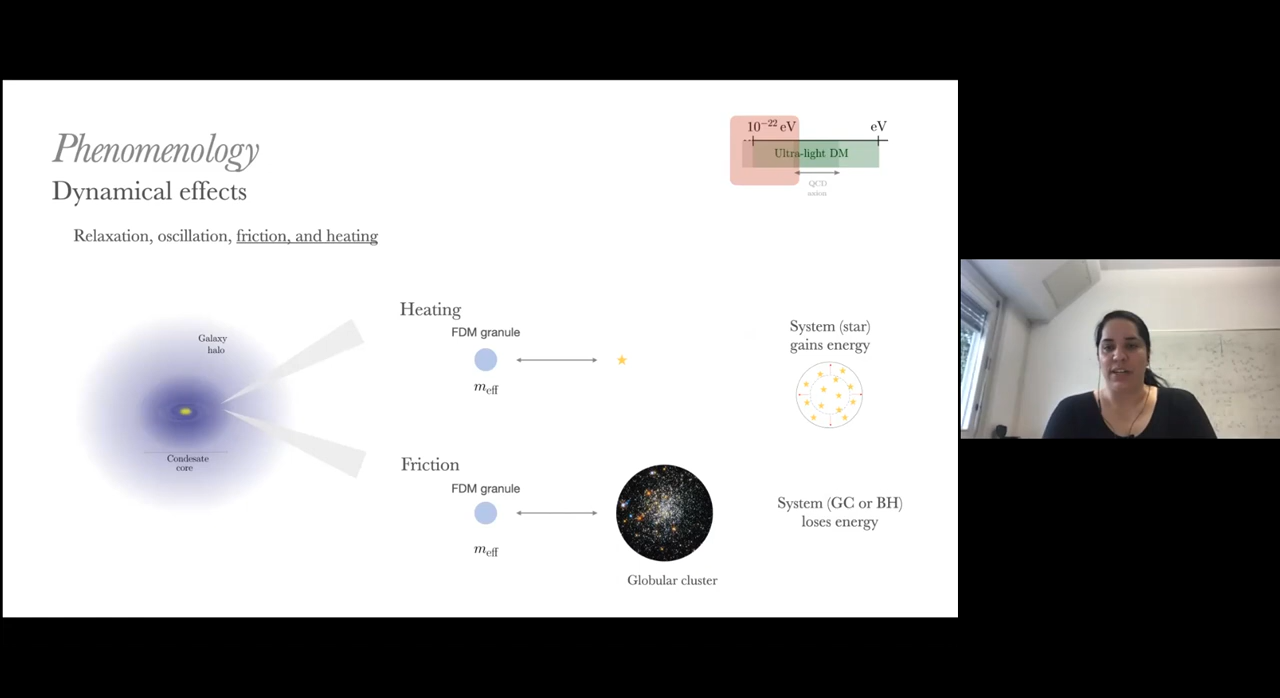 Phenomenology
Dynamical effects
Relaxation, oscillation, friction, and heating
10⁻²² eV
eV
Ultra-light DM
QCD
axion
Galaxy
halo
Condesate
core
Heating
FDM granule
m_eff
System (star)
gains energy
Friction
FDM granule
m_eff
Globular cluster
System (GC or BH)
loses energy